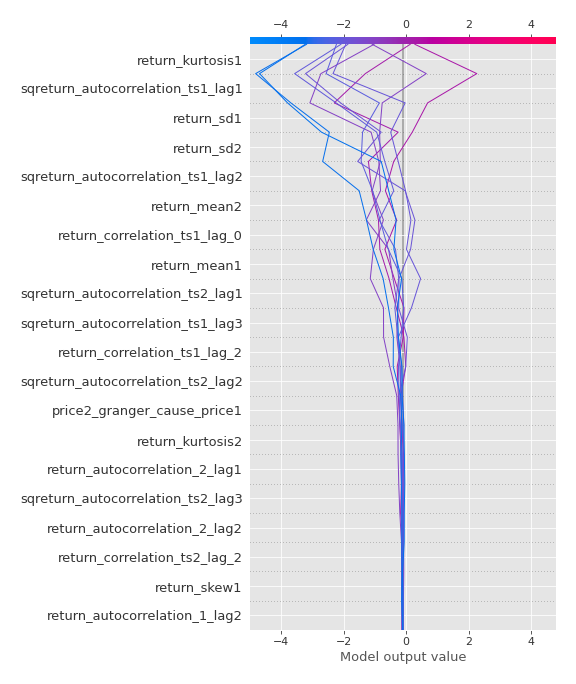 −4 −2 0 2 4
return_kurtosis1
sqreturn_autocorrelation_ts1_lag1
return_sd1
return_sd2
sqreturn_autocorrelation_ts1_lag2
return_mean2
return_correlation_ts1_lag_0
return_mean1
sqreturn_autocorrelation_ts2_lag1
sqreturn_autocorrelation_ts1_lag3
return_correlation_ts1_lag_2
sqreturn_autocorrelation_ts2_lag2
price2_granger_cause_price1
return_kurtosis2
return_autocorrelation_2_lag1
sqreturn_autocorrelation_ts2_lag3
return_autocorrelation_2_lag2
return_correlation_ts2_lag_2
return_skew1
return_autocorrelation_1_lag2
−4 −2 0 2 4
Model output value